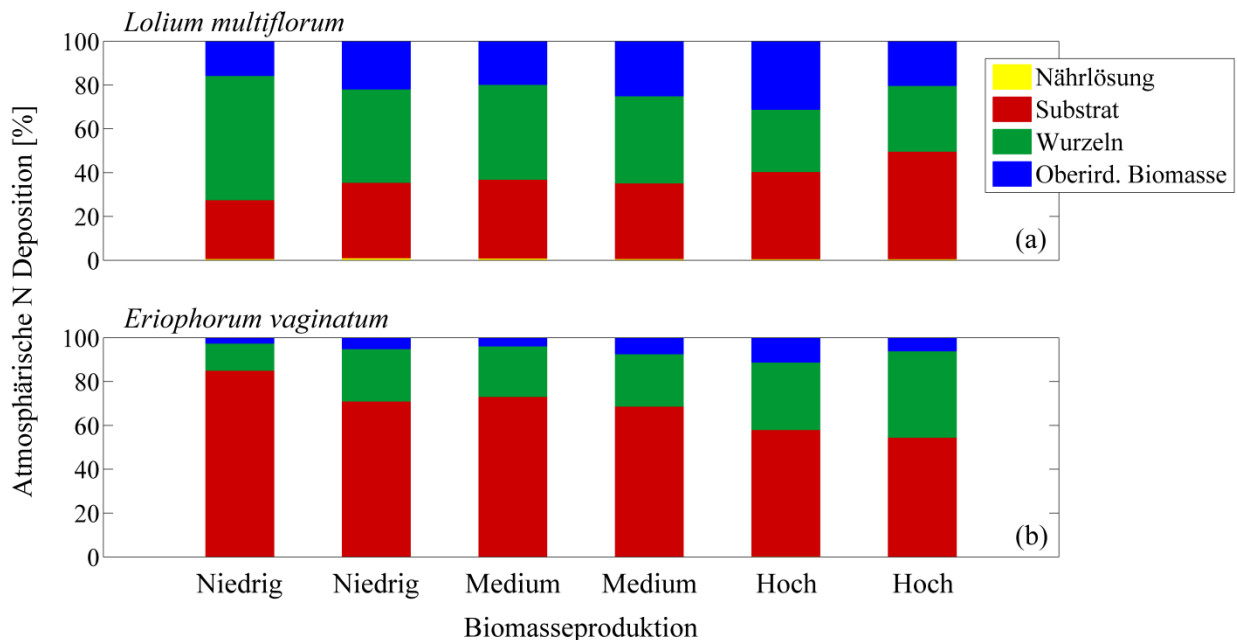 Lolium multiflorum
100
80
60
40
20
0
(a)
Nährlösung
Substrat
Wurzeln
Oberird. Biomasse
Atmosphärische N Deposition [%]
Eriophorum vaginatum
100
80
60
40
20
0
(b)
Niedrig Niedrig Medium Medium Hoch Hoch
Biomasseproduktion